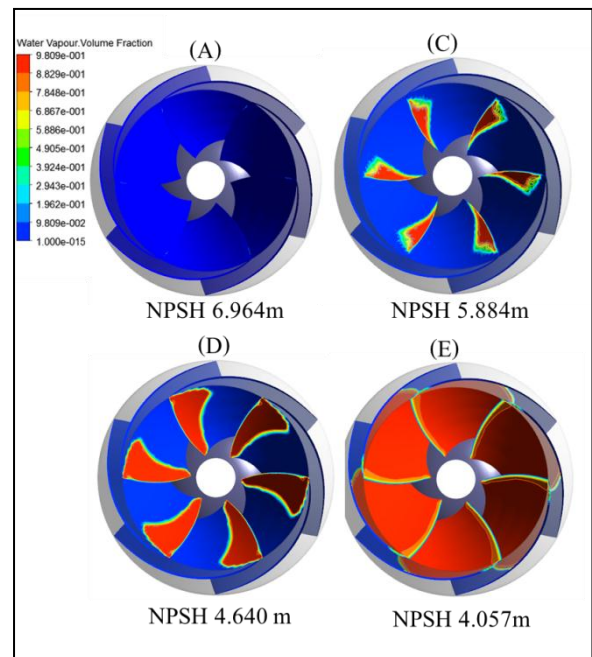 Water Vapour.Volume Fraction
9.809e-001
8.829e-001
7.848e-001
6.867e-001
5.886e-001
4.905e-001
3.924e-001
2.943e-001
1.962e-001
9.809e-002
1.000e-015
(A)
NPSH 6.964m
(C)
NPSH 5.884m
(D)
NPSH 4.640 m
(E)
NPSH 4.057m